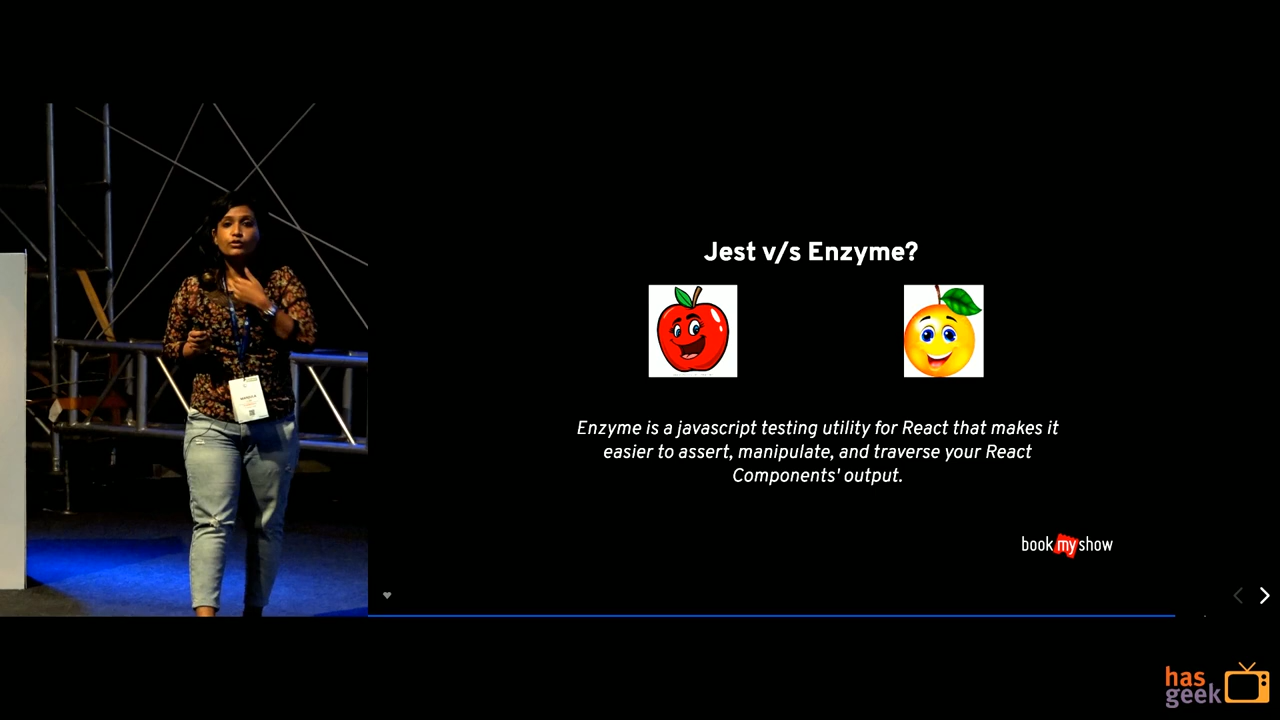 Jest v/s Enzyme?
Enzyme is a javascript testing utility for React that makes it
easier to assert, manipulate, and traverse your React
Components' output.
book my show
has
geek